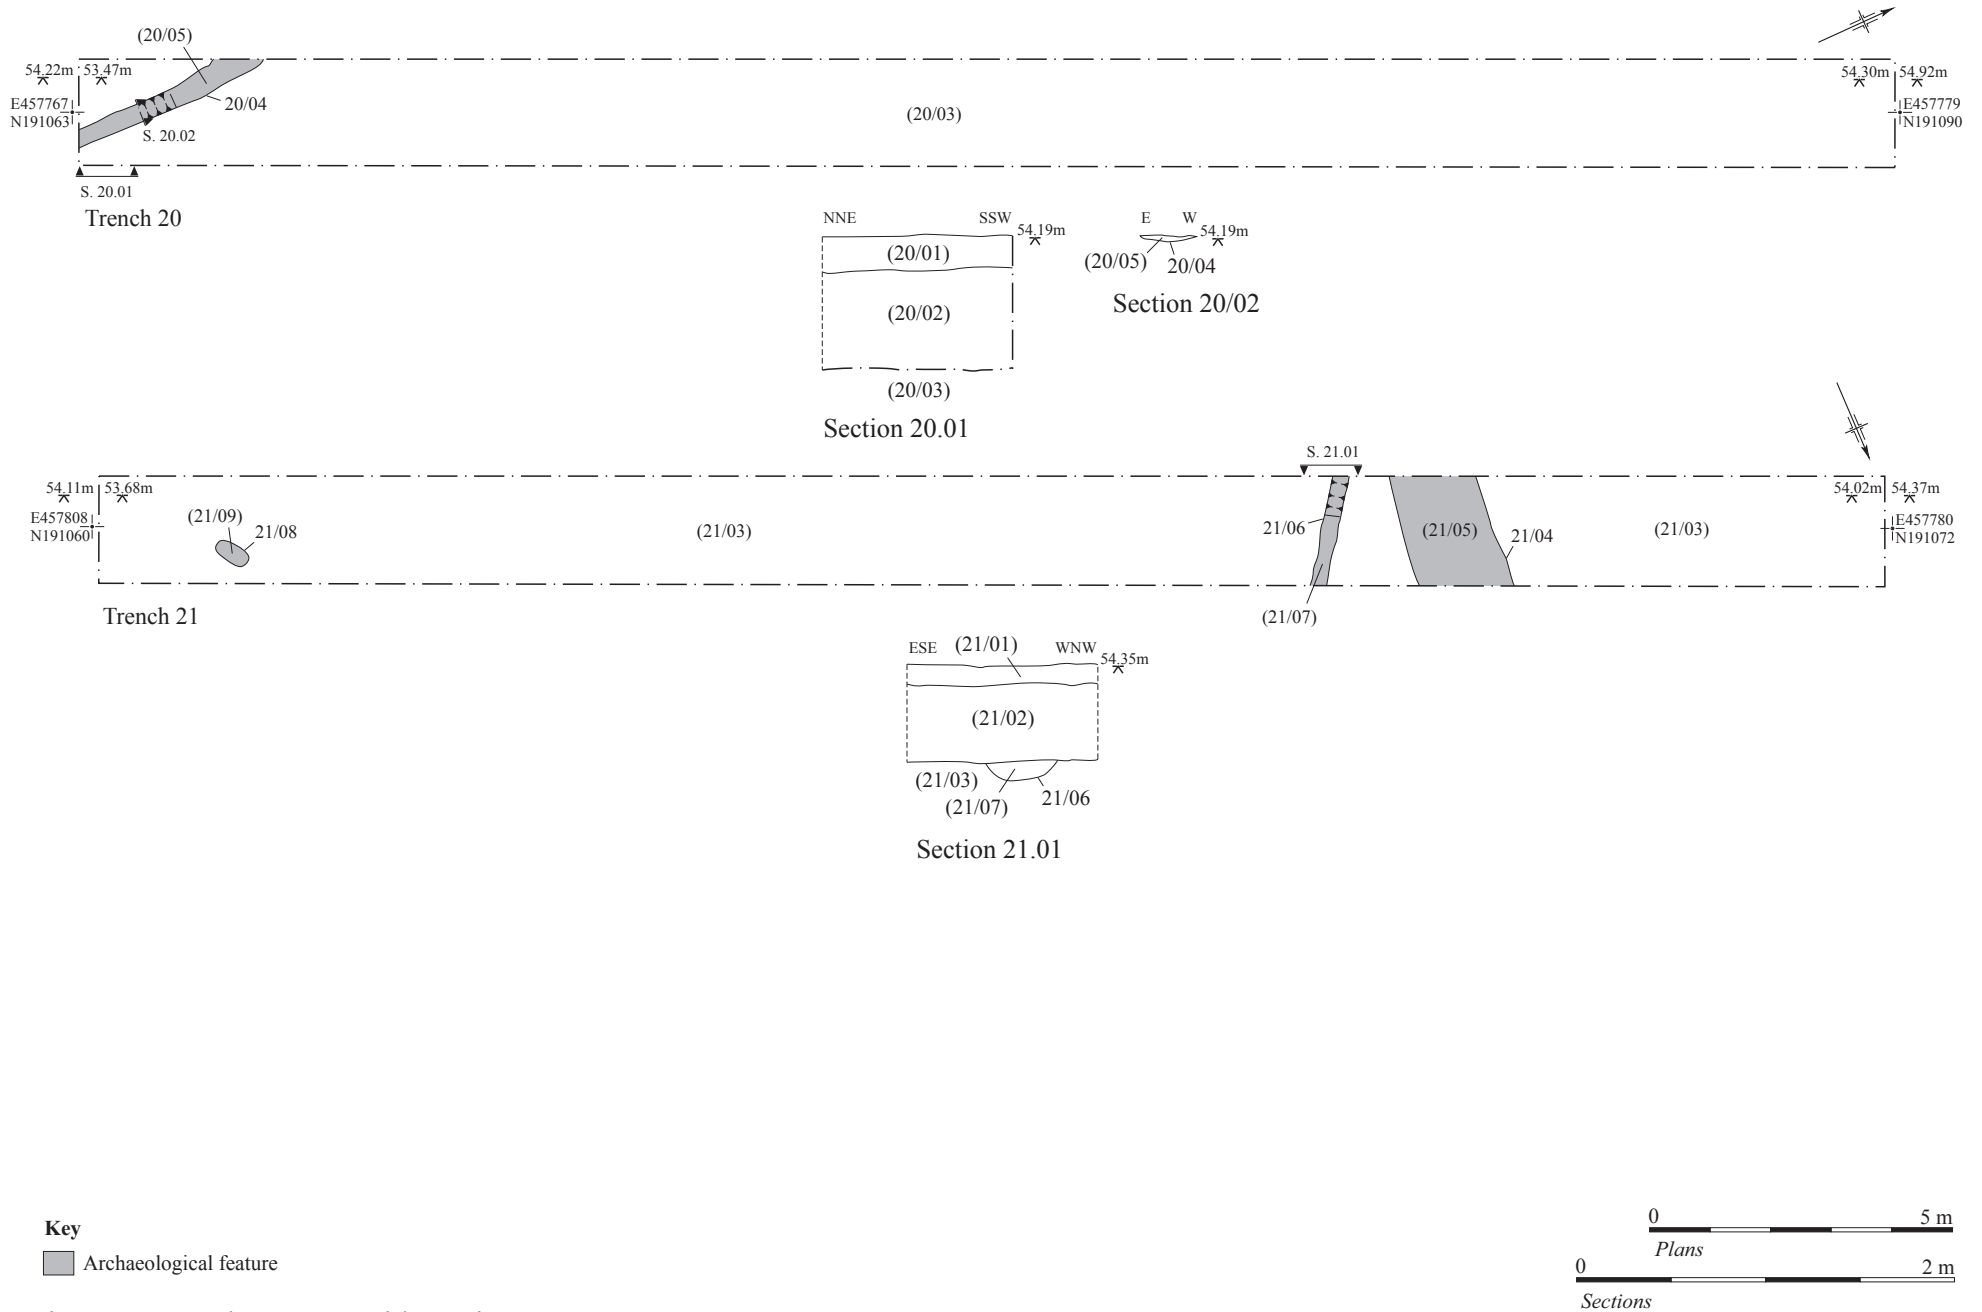 (20/05)
54.22m 53.47m
54.30m 54.92m
E457767
N191063
20/04
(20/03)
E457779
N191090
S. 20.02
S. 20.01
Trench 20
NNE SSW
54.19m
(20/01)
(20/02)
(20/03)
Section 20.01
E W
54.19m
(20/05) 20/04
Section 20/02
S. 21.01
54.11m 53.68m
54.02m 54.37m
E457808
N191060
(21/09)
21/08
(21/03)
21/06
(21/05)
21/04
(21/03)
E457780
N191072
(21/07)
Trench 21
ESE (21/01) WNW
54.35m
(21/02)
(21/03)
(21/07)
21/06
Section 21.01
Key
Archaeological feature
0 5 m
Plans
0 2 m
Sections